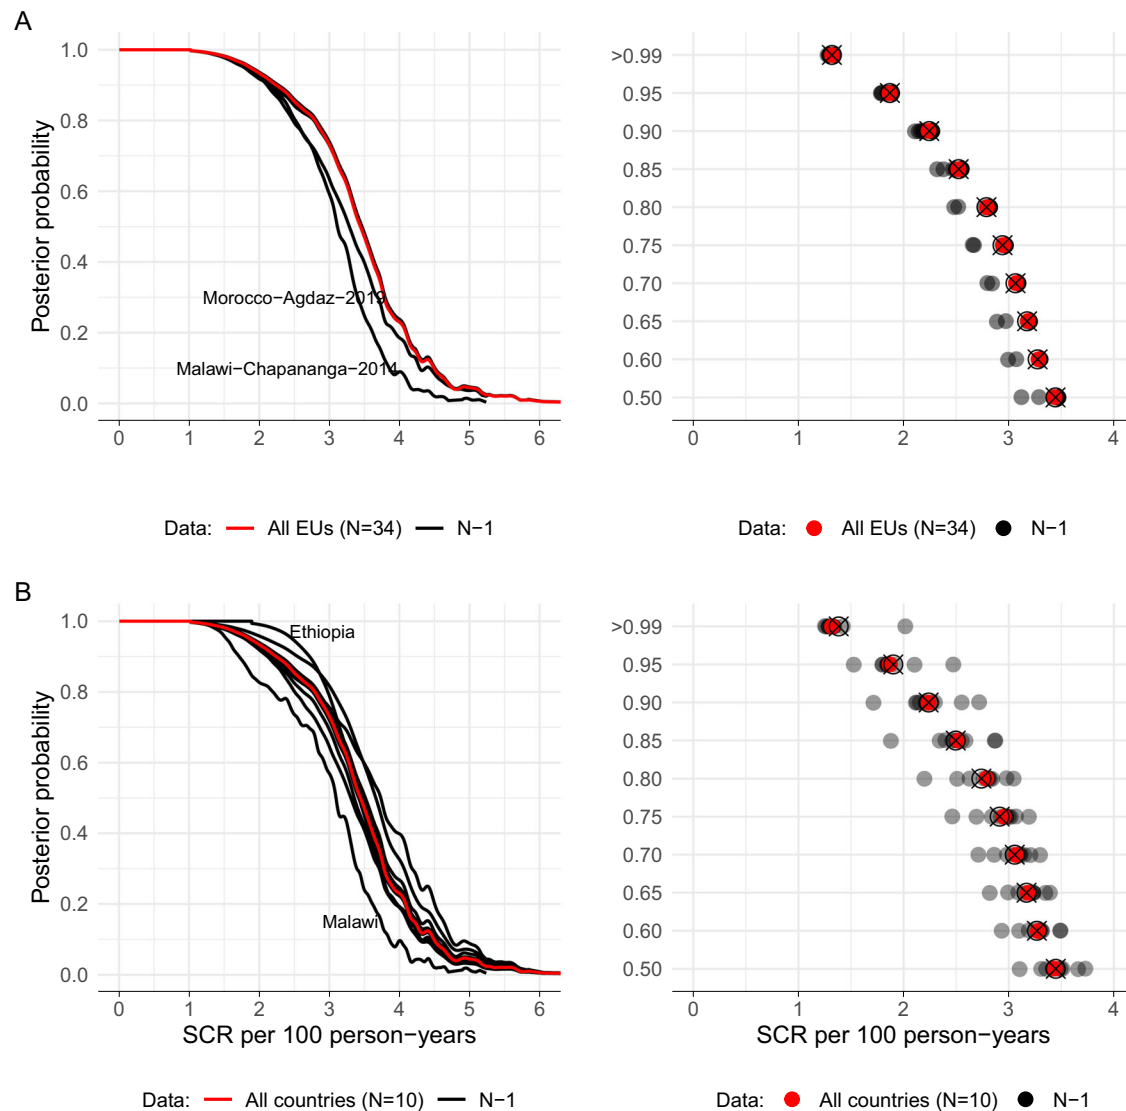 A
Posterior probability
1.0
0.8
0.6
0.4
0.2
0.0
Morocco−Agdaz−2019
Malawi−Chapananga−2014
0 1 2 3 4 5 6
Data: All EUs (N=34) N−1
>0.99
0.95
0.90
0.85
0.80
0.75
0.70
0.65
0.60
0.50
0 1 2 3 4
Data: All EUs (N=34) N−1
B
Posterior probability
1.0
0.8
0.6
0.4
0.2
0.0
Ethiopia
Malawi
0 1 2 3 4 5 6
SCR per 100 person−years
Data: All countries (N=10) N−1
>0.99
0.95
0.90
0.85
0.80
0.75
0.70
0.65
0.60
0.50
0 1 2 3 4
SCR per 100 person−years
Data: All countries (N=10) N−1